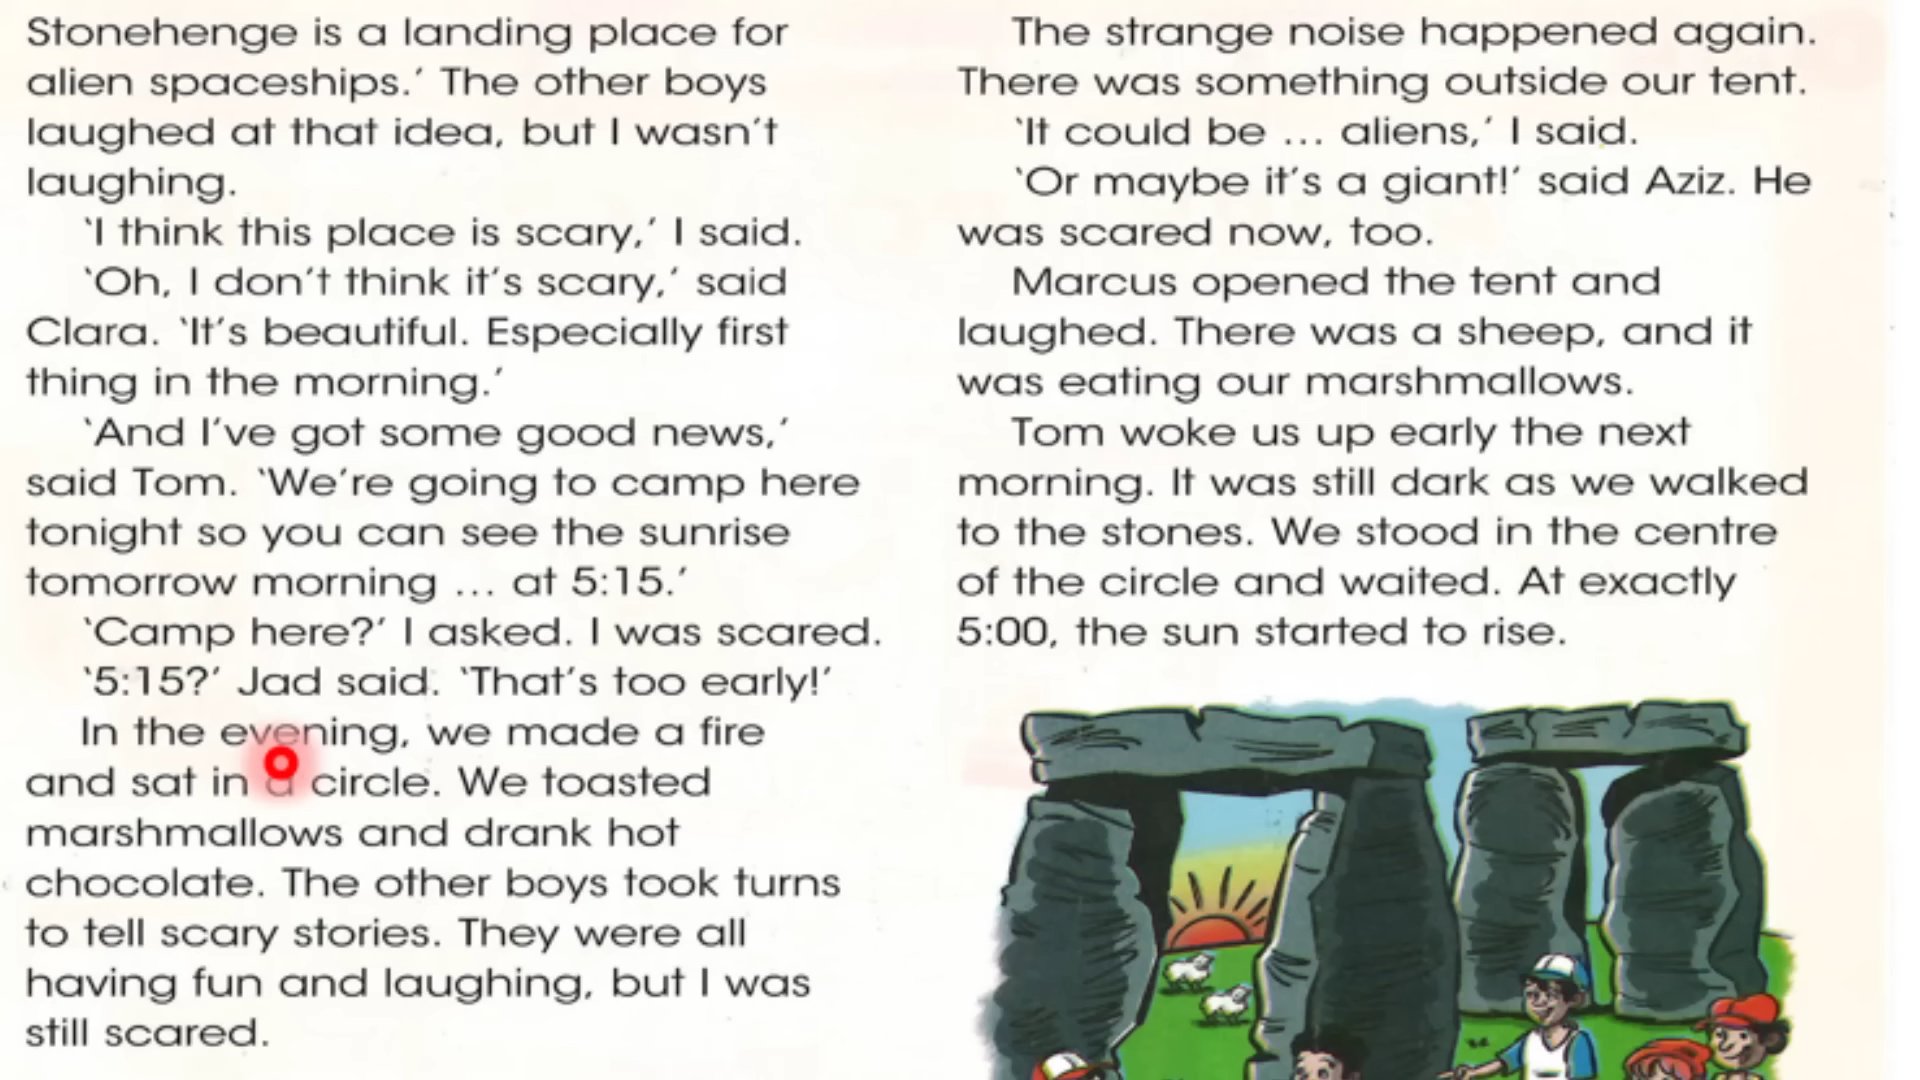 Stonehenge is a landing place for
alien spaceships.’ The other boys
laughed at that idea, but I wasn’t
laughing.
‘I think this place is scary,’ I said.
‘Oh, I don’t think it’s scary,’ said
Clara. ‘It’s beautiful. Especially first
thing in the morning.’
‘And I’ve got some good news,’
said Tom. ‘We’re going to camp here
tonight so you can see the sunrise
tomorrow morning ... at 5:15.’
‘Camp here?’ I asked. I was scared.
‘5:15?’ Jad said. ‘That’s too early!’
In the evening, we made a fire
and sat in a circle. We toasted
marshmallows and drank hot
chocolate. The other boys took turns
to tell scary stories. They were all
having fun and laughing, but I was
still scared.
The strange noise happened again.
There was something outside our tent.
‘It could be ... aliens,’ I said.
‘Or maybe it’s a giant!’ said Aziz. He
was scared now, too.
Marcus opened the tent and
laughed. There was a sheep, and it
was eating our marshmallows.
Tom woke us up early the next
morning. It was still dark as we walked
to the stones. We stood in the centre
of the circle and waited. At exactly
5:00, the sun started to rise.